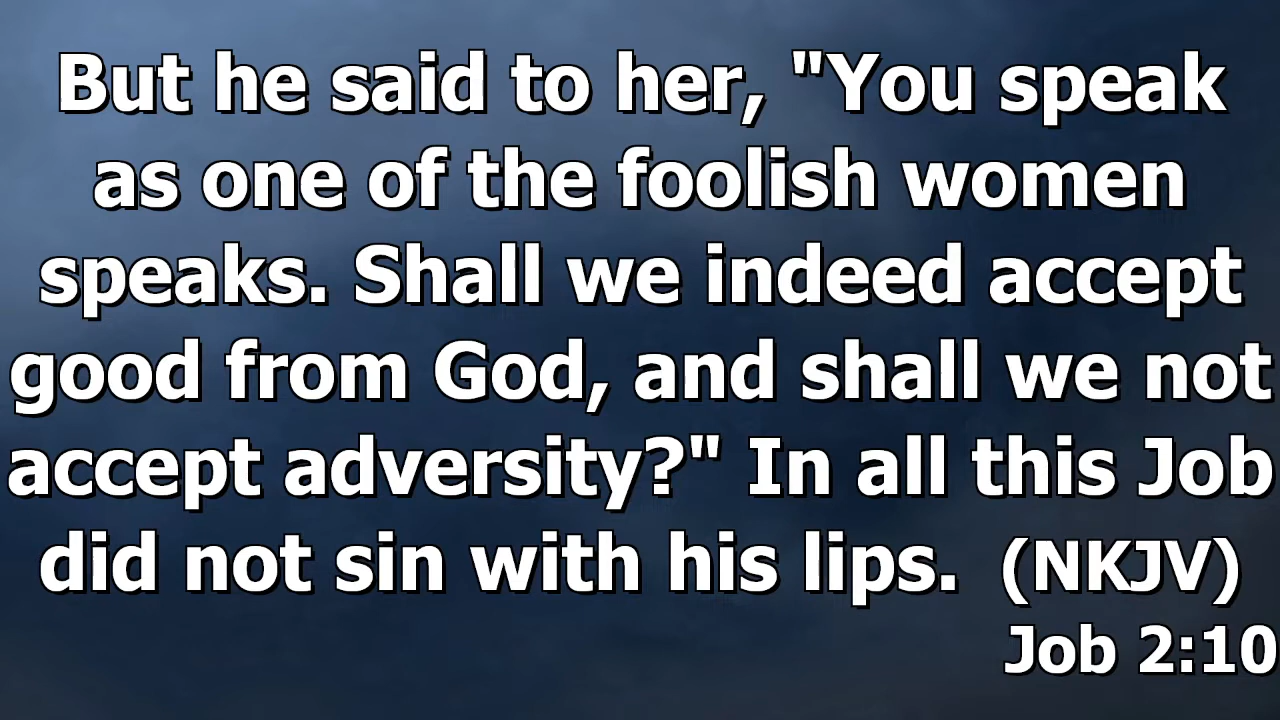 But he said to her, "You speak
as one of the foolish women
speaks. Shall we indeed accept
good from God, and shall we not
accept adversity?" In all this Job
did not sin with his lips.  (NKJV)
Job 2:10